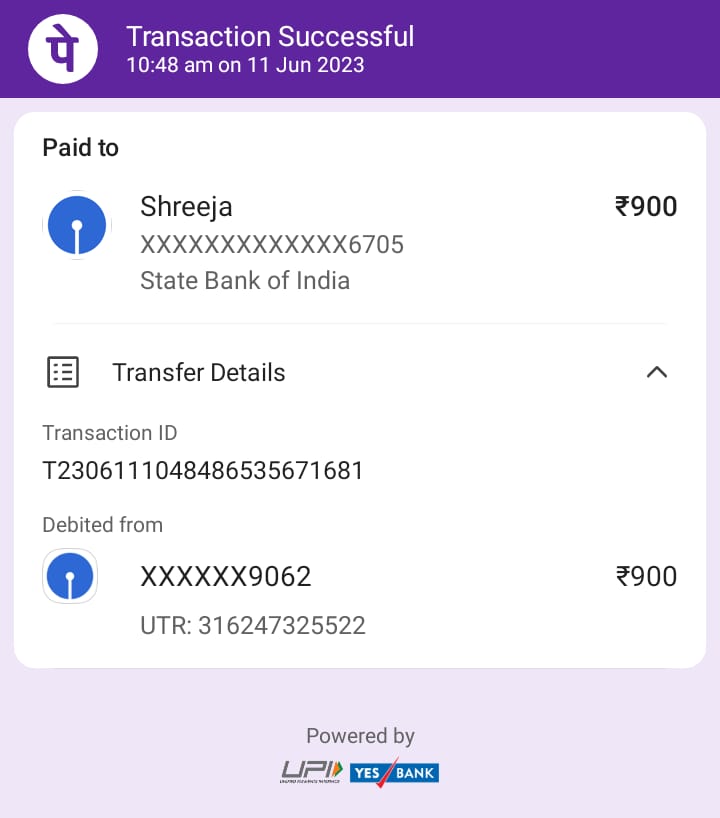 पे
Transaction Successful
10:48 am on 11 Jun 2023
Paid to
Shreeja ₹900
XXXXXXXXXXXXX6705
State Bank of India
Transfer Details
Transaction ID
T2306111048486535671681
Debited from
XXXXXX9062 ₹900
UTR: 316247325522
Powered by
UPI YES BANK
UNIFIED PAYMENTS INTERFACE